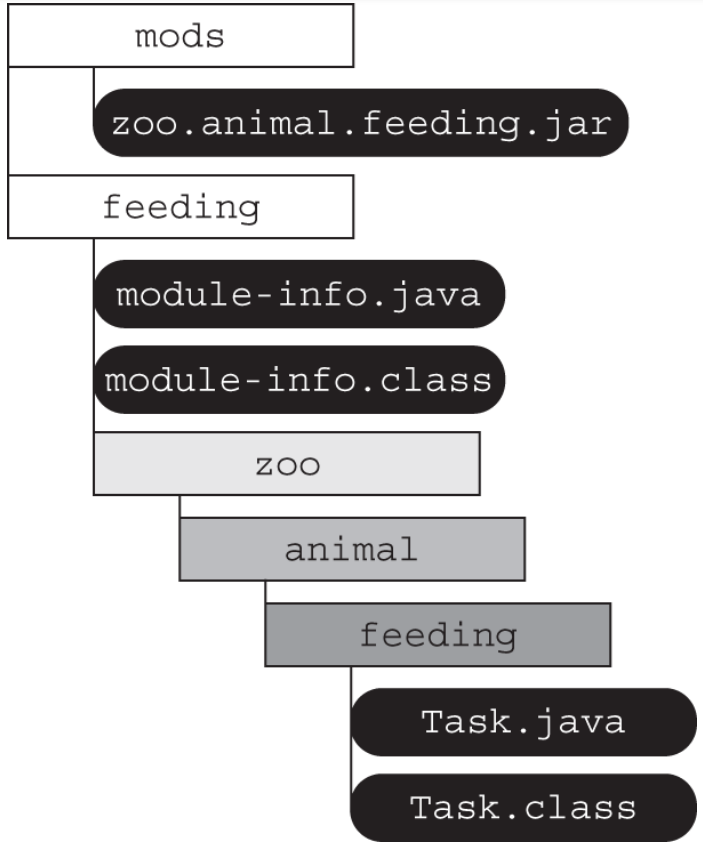 mods
zoo.animal.feeding.jar
feeding
module-info.java
module-info.class
zoo
animal
feeding
Task.java
Task.class